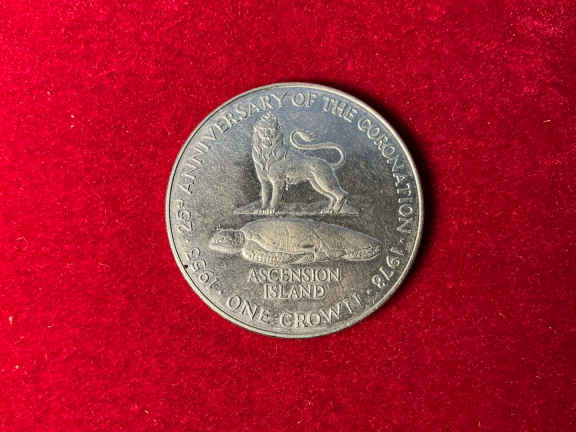 1953 · 25th ANNIVERSARY OF THE CORONATION · 1978
ASCENSION
ISLAND
· ONE CROWN ·